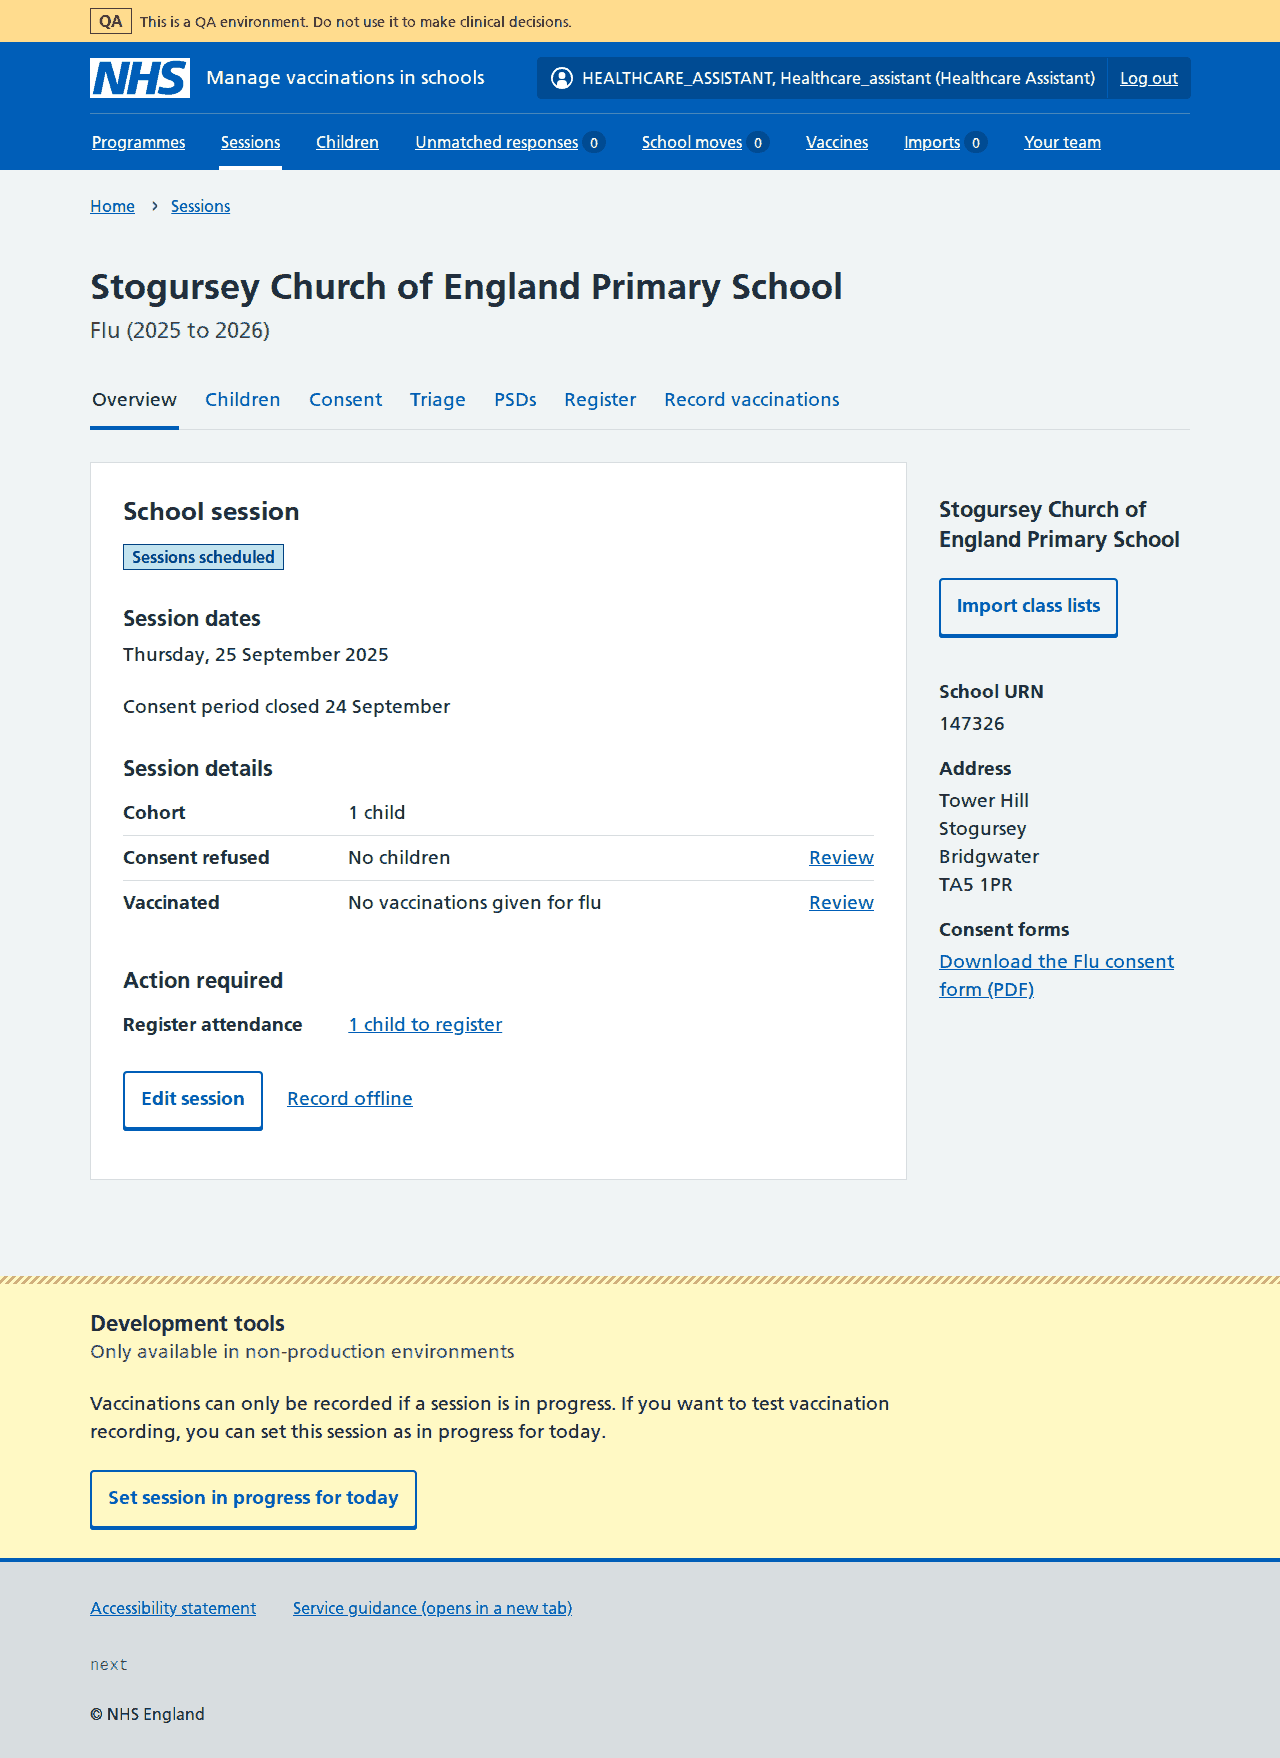 QA This is a QA environment. Do not use it to make clinical decisions.
NHS Manage vaccinations in schools HEALTHCARE_ASSISTANT, Healthcare_assistant (Healthcare Assistant) Log out
Programmes Sessions Children Unmatched responses 0 School moves 0 Vaccines Imports 0 Your team
Home › Sessions
Stogursey Church of England Primary School
Flu (2025 to 2026)
Overview Children Consent Triage PSDs Register Record vaccinations
School session
Sessions scheduled
Session dates
Thursday, 25 September 2025
Consent period closed 24 September
Session details
Cohort 1 child
Consent refused No children Review
Vaccinated No vaccinations given for flu Review
Action required
Register attendance 1 child to register
Edit session Record offline
Stogursey Church of
England Primary School
Import class lists
School URN
147326
Address
Tower Hill
Stogursey
Bridgwater
TA5 1PR
Consent forms
Download the Flu consent
form (PDF)
Development tools
Only available in non-production environments
Vaccinations can only be recorded if a session is in progress. If you want to test vaccination
recording, you can set this session as in progress for today.
Set session in progress for today
Accessibility statement Service guidance (opens in a new tab)
next
© NHS England